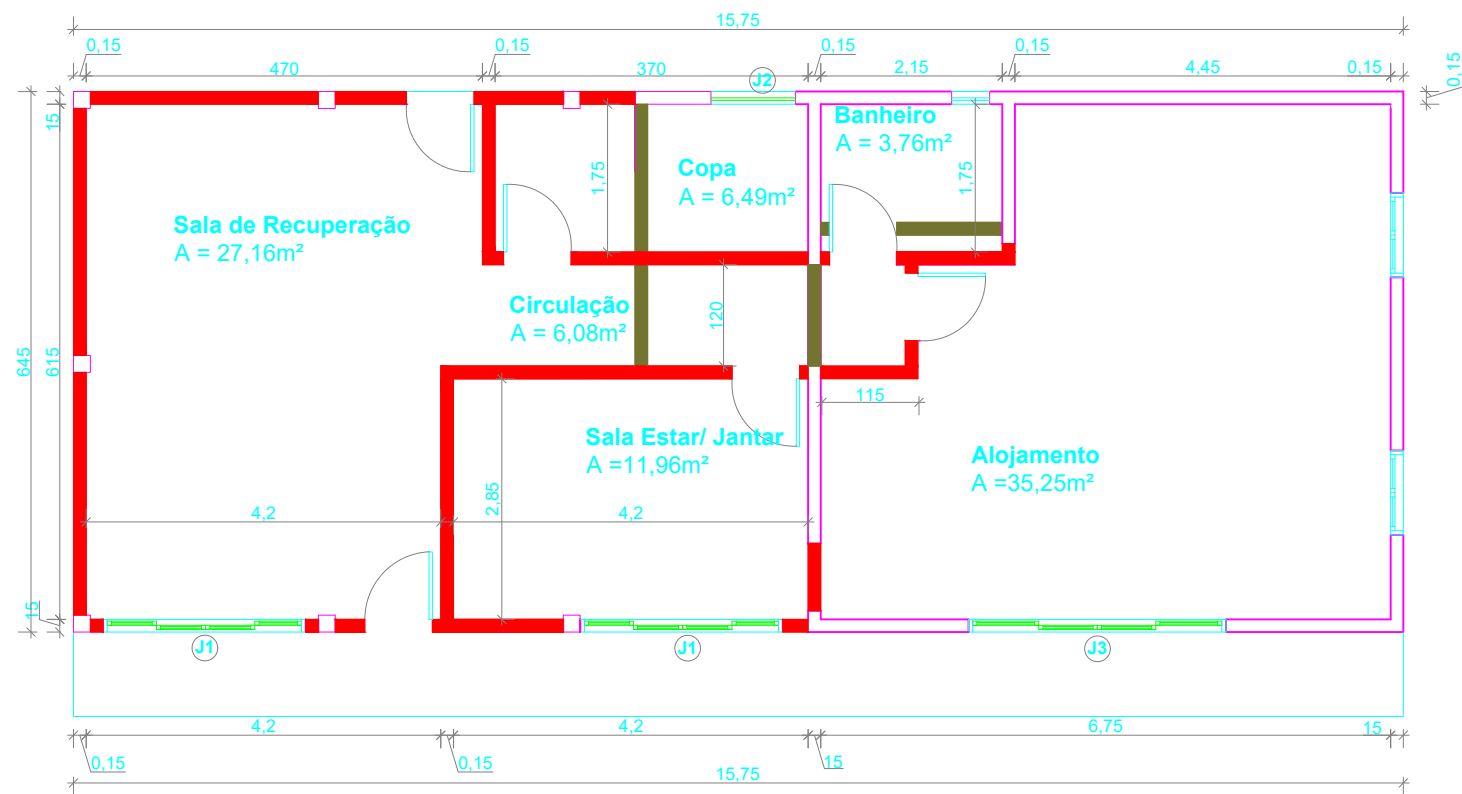 15,75
0,15
0,15
0,15
0,15
470
370
J2
2,15
4,45
0,15
0,15
15
Banheiro
A = 3,76m²
Copa
A = 6,49m²
1,75
1,75
Sala de Recuperação
A = 27,16m²
Circulação
A = 6,08m²
120
645
615
115
Sala Estar/ Jantar
A =11,96m²
Alojamento
A =35,25m²
2,85
4,2
4,2
15
J1
J1
J3
4,2
4,2
6,75
15
0,15
0,15
15
15,75